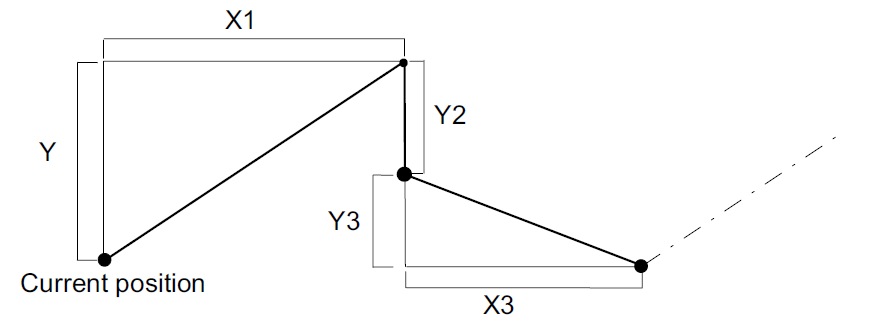 X1
Y2
Y
Y3
Current position
X3